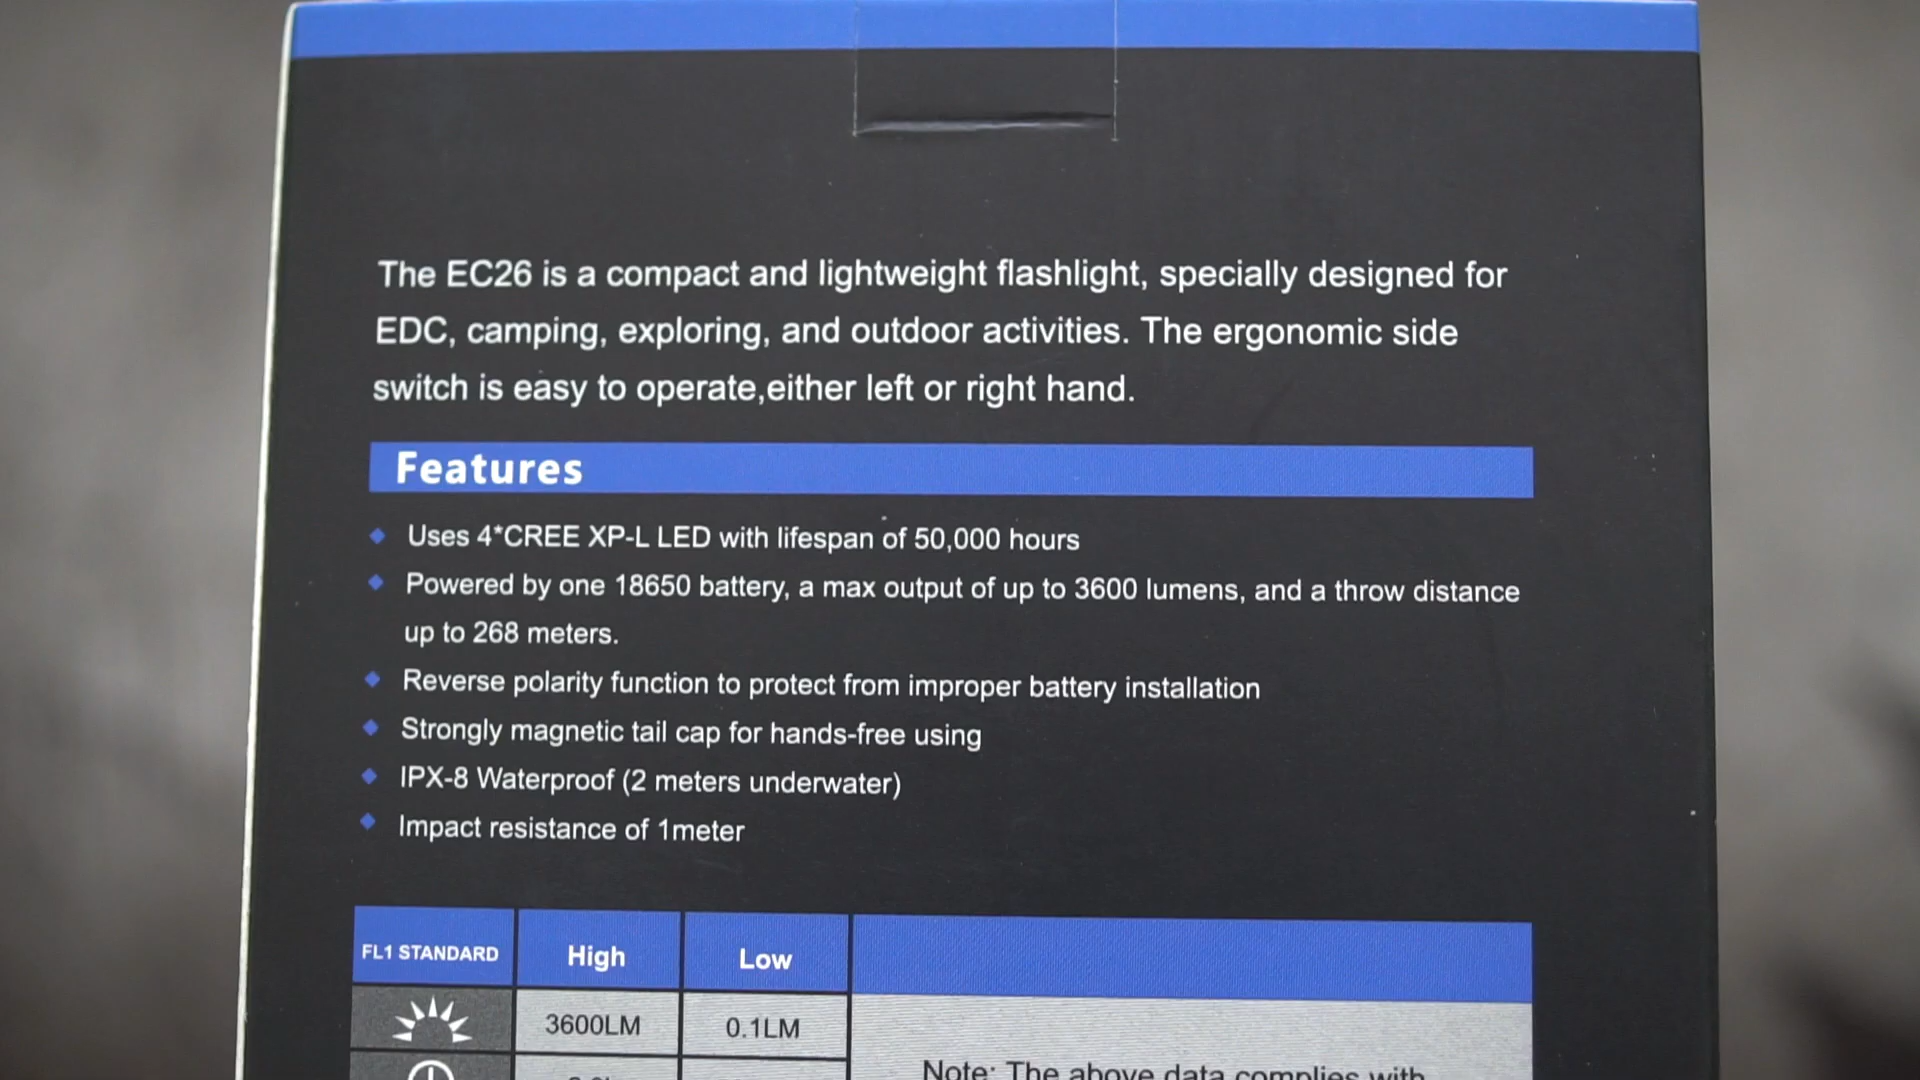 The EC26 is a compact and lightweight flashlight, specially designed for
EDC, camping, exploring, and outdoor activities. The ergonomic side
switch is easy to operate,either left or right hand.
Features
Uses 4*CREE XP-L LED with lifespan of 50,000 hours
Powered by one 18650 battery, a max output of up to 3600 lumens, and a throw distance
up to 268 meters.
Reverse polarity function to protect from improper battery installation
Strongly magnetic tail cap for hands-free using
IPX-8 Waterproof (2 meters underwater)
Impact resistance of 1meter
FL1 STANDARD High Low
3600LM 0.1LM
Note: The above data complies with